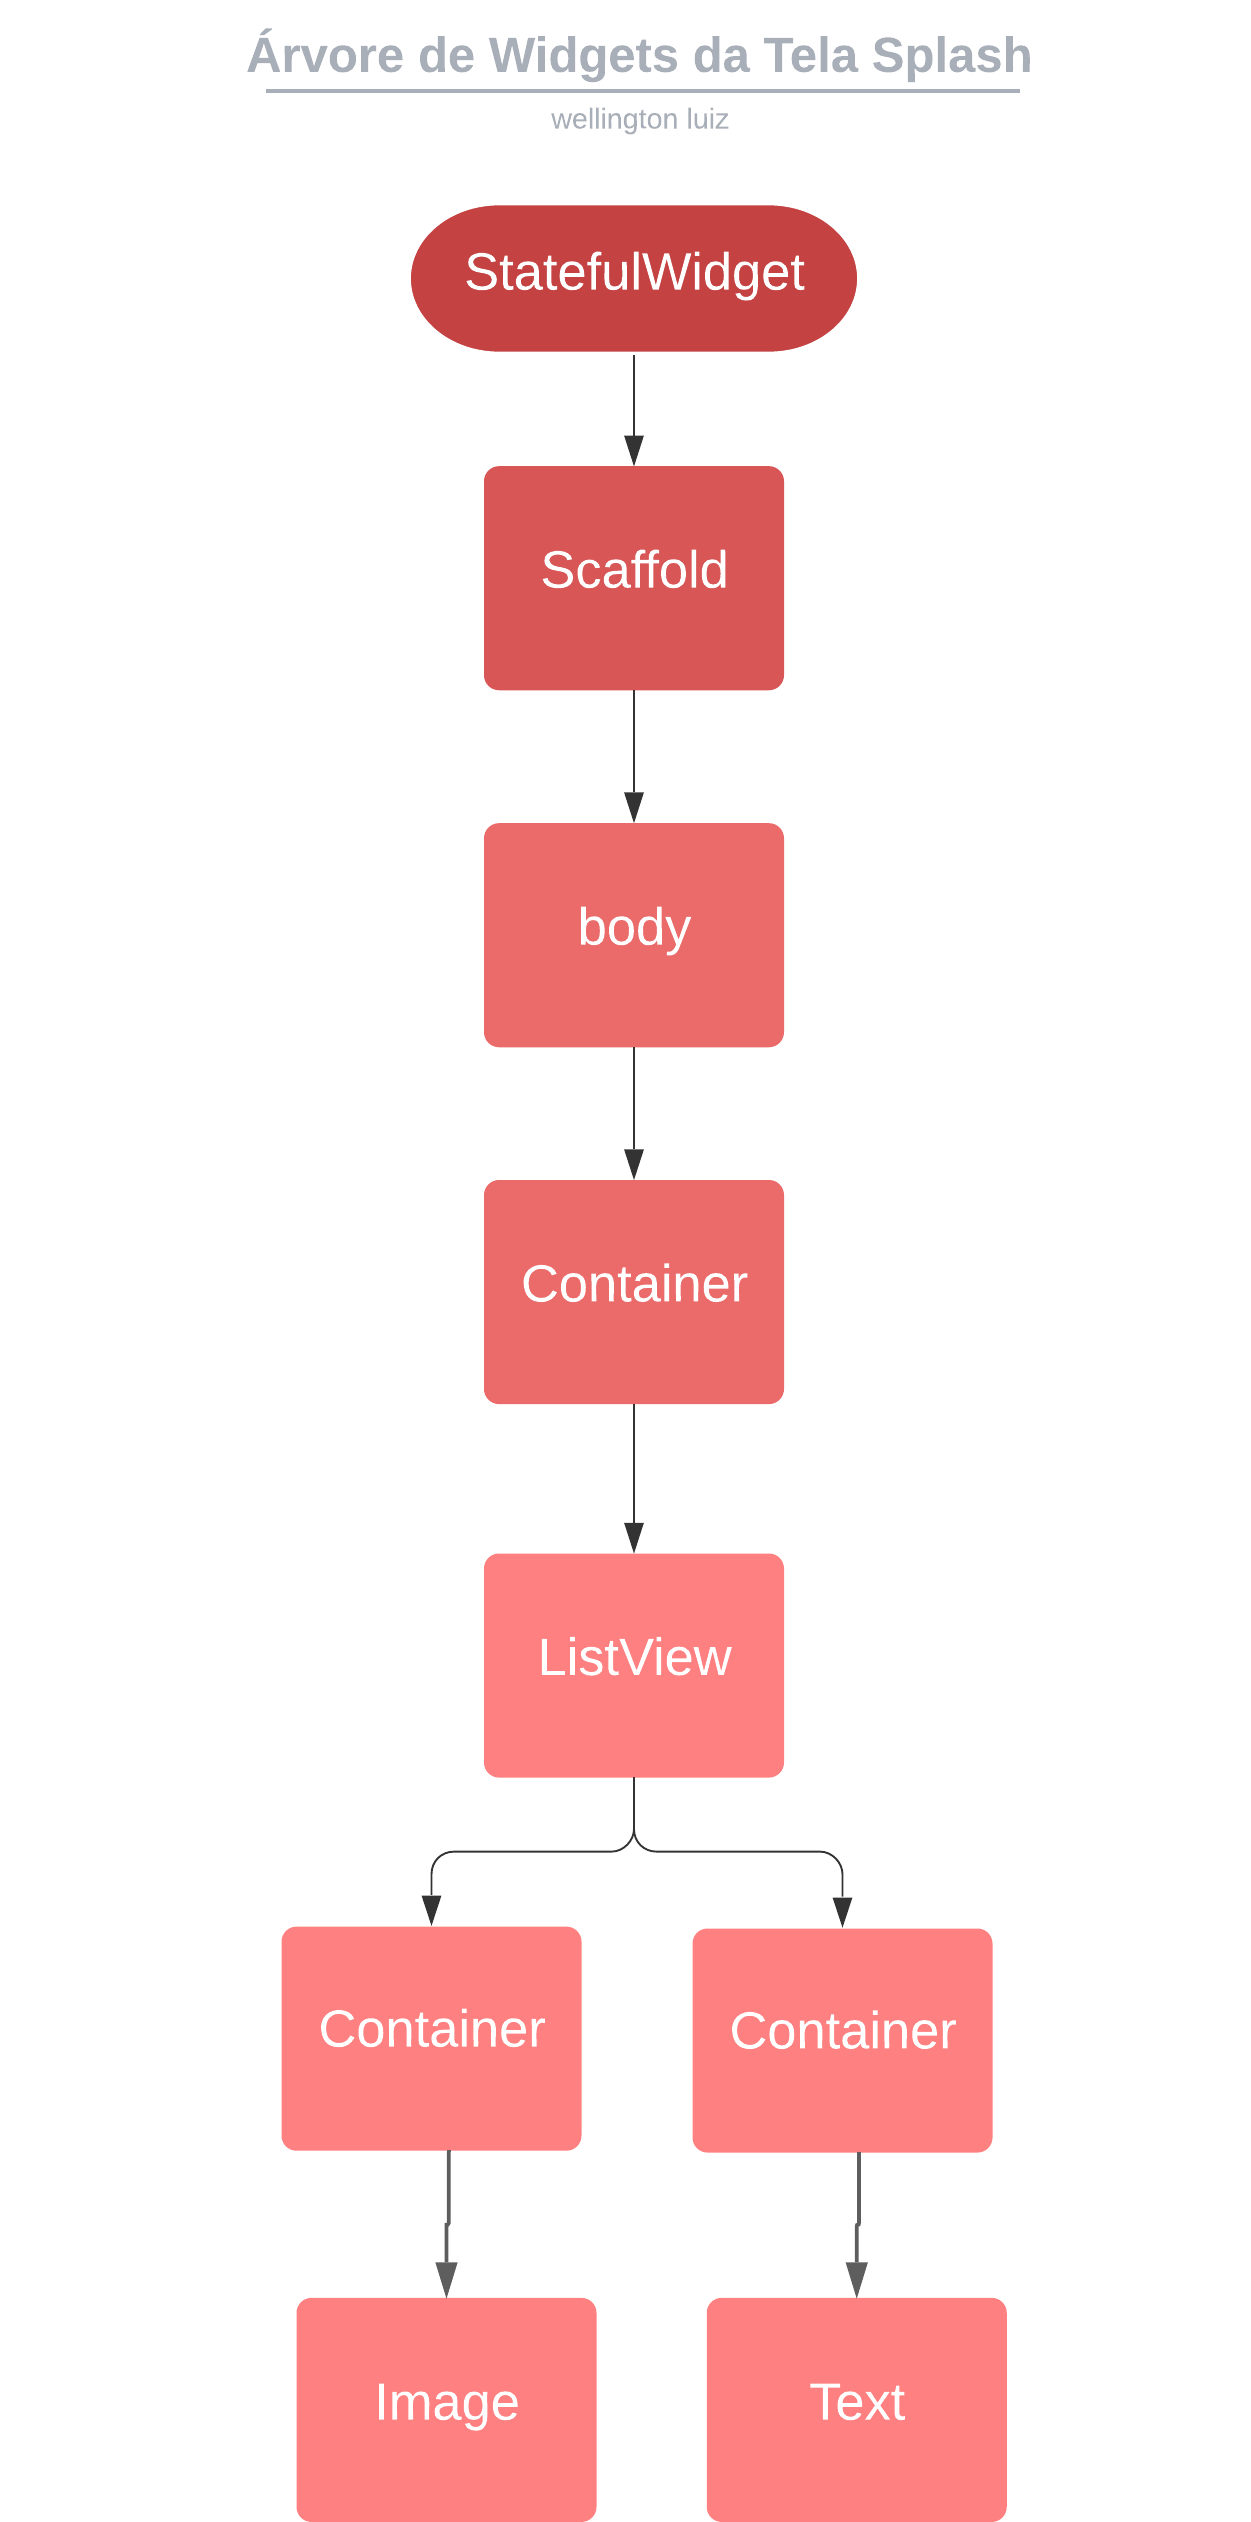 Árvore de Widgets da Tela Splash
wellington luiz
StatefulWidget
Scaffold
body
Container
ListView
Container
Container
Image
Text